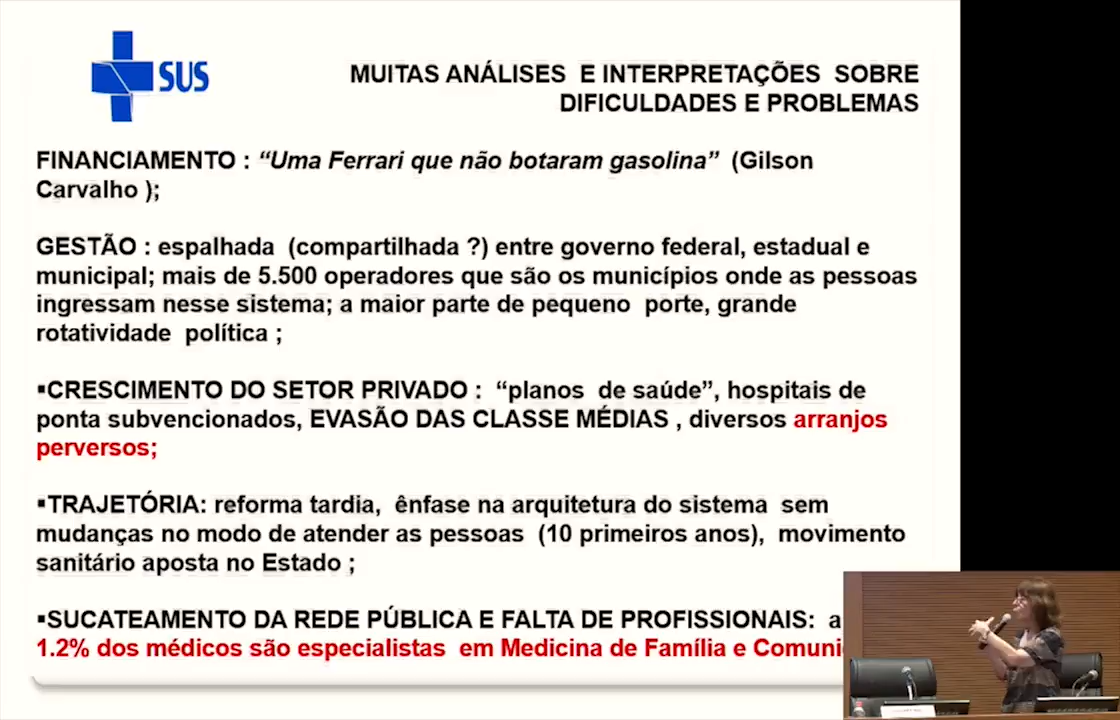 SUS
MUITAS ANÁLISES E INTERPRETAÇÕES SOBRE
DIFICULDADES E PROBLEMAS
FINANCIAMENTO : “Uma Ferrari que não botaram gasolina” (Gilson
Carvalho );
GESTÃO : espalhada (compartilhada ?) entre governo federal, estadual e
municipal; mais de 5.500 operadores que são os municípios onde as pessoas
ingressam nesse sistema; a maior parte de pequeno porte, grande
rotatividade política ;
▪CRESCIMENTO DO SETOR PRIVADO : “planos de saúde”, hospitais de
ponta subvencionados, EVASÃO DAS CLASSE MÉDIAS , diversos arranjos
perversos;
▪TRAJETÓRIA: reforma tardia, ênfase na arquitetura do sistema sem
mudanças no modo de atender as pessoas (10 primeiros anos), movimento
sanitário aposta no Estado ;
▪SUCATEAMENTO DA REDE PÚBLICA E FALTA DE PROFISSIONAIS:
1.2% dos médicos são especialistas em Medicina de Família e